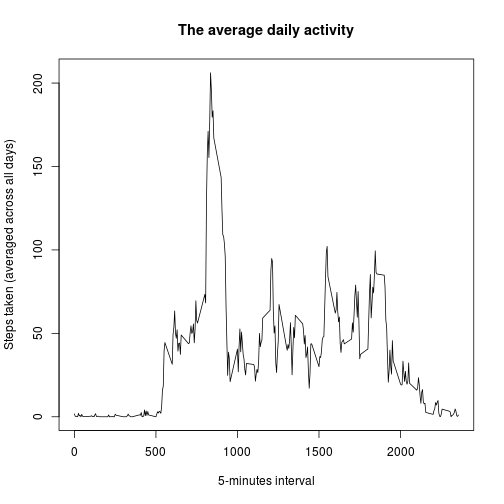 The average daily activity
Steps taken (averaged across all days)
200
150
100
50
0
0 500 1000 1500 2000
5-minutes interval